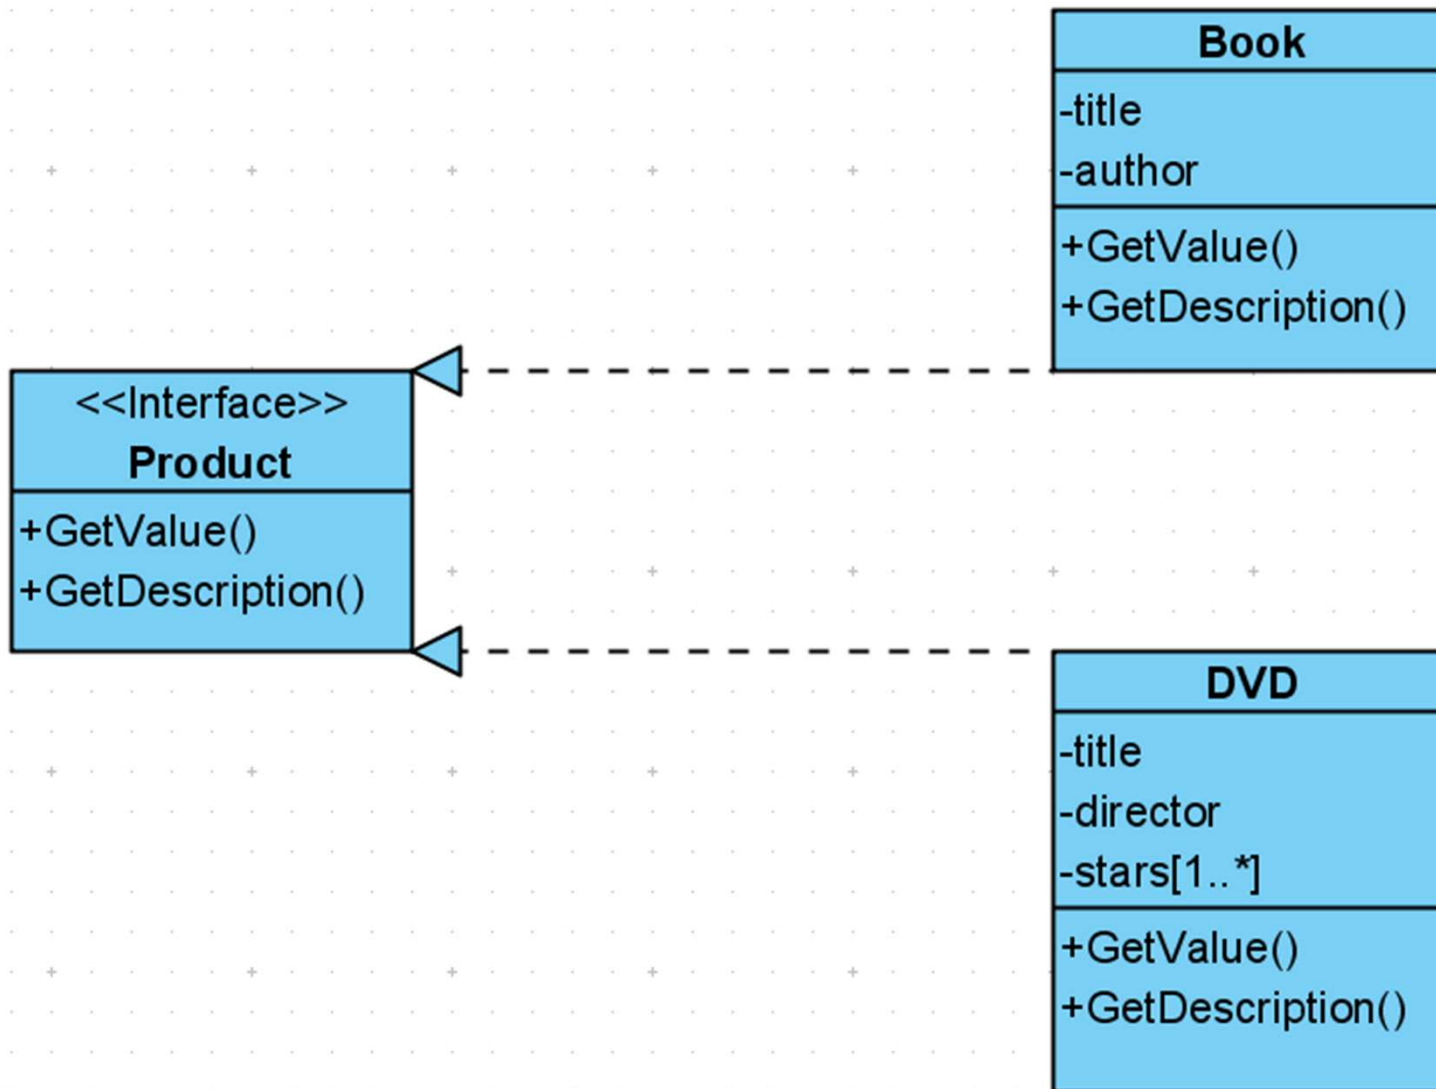 Book
-title
-author
+GetValue()
+GetDescription()
<<Interface>>
Product
+GetValue()
+GetDescription()
DVD
-title
-director
-stars[1..*]
+GetValue()
+GetDescription()